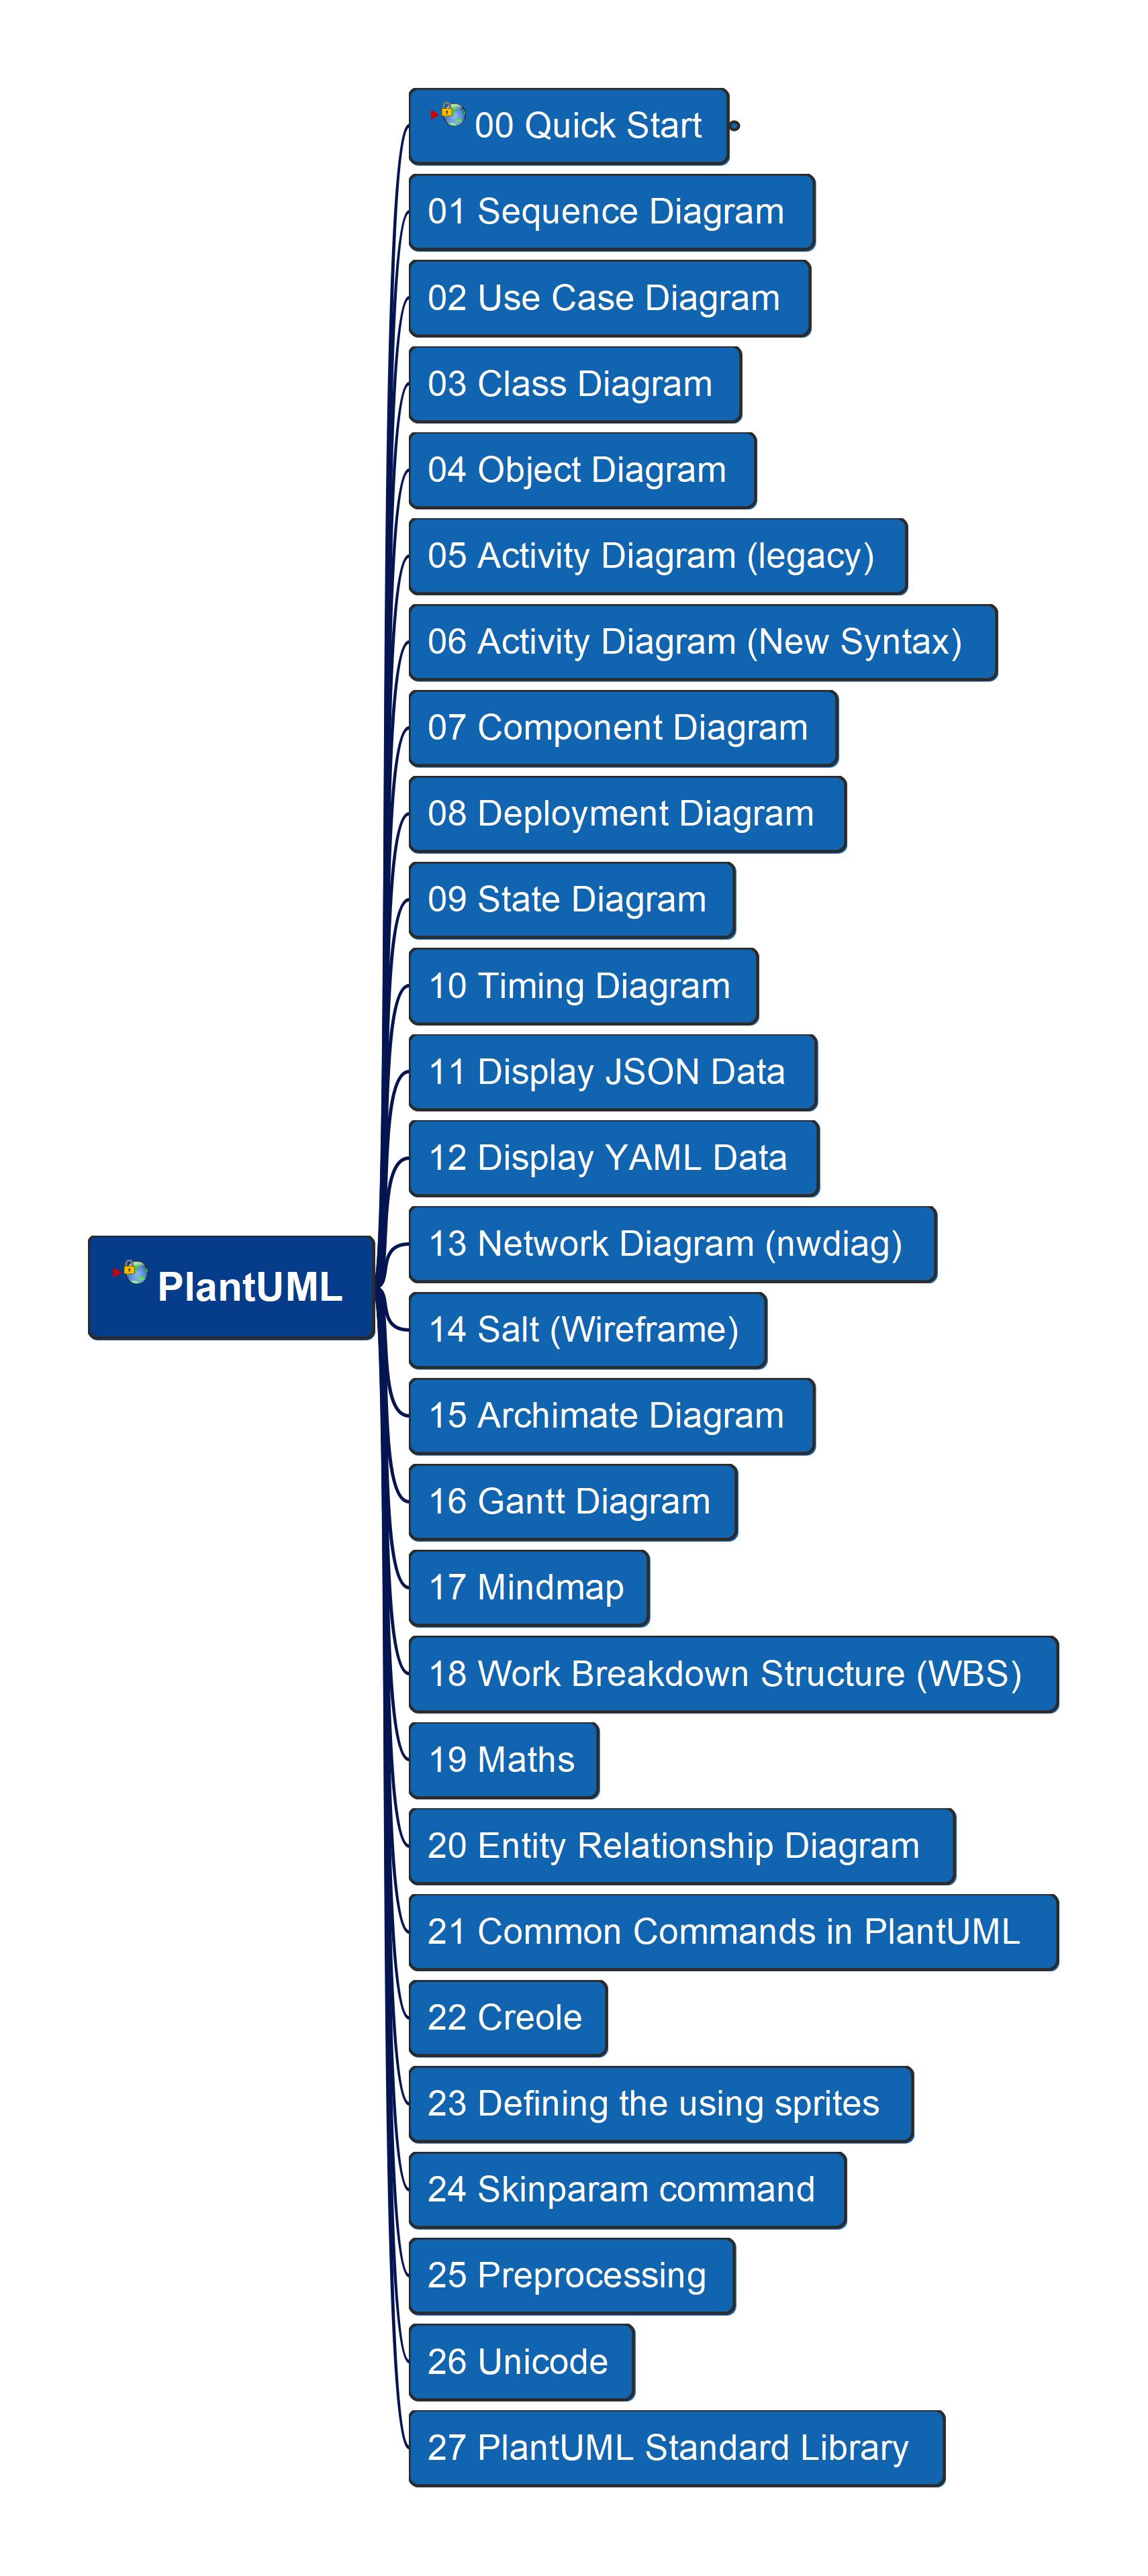 00 Quick Start
01 Sequence Diagram
02 Use Case Diagram
03 Class Diagram
04 Object Diagram
05 Activity Diagram (legacy)
06 Activity Diagram (New Syntax)
07 Component Diagram
08 Deployment Diagram
09 State Diagram
10 Timing Diagram
11 Display JSON Data
12 Display YAML Data
13 Network Diagram (nwdiag)
PlantUML
14 Salt (Wireframe)
15 Archimate Diagram
16 Gantt Diagram
17 Mindmap
18 Work Breakdown Structure (WBS)
19 Maths
20 Entity Relationship Diagram
21 Common Commands in PlantUML
22 Creole
23 Defining the using sprites
24 Skinparam command
25 Preprocessing
26 Unicode
27 PlantUML Standard Library